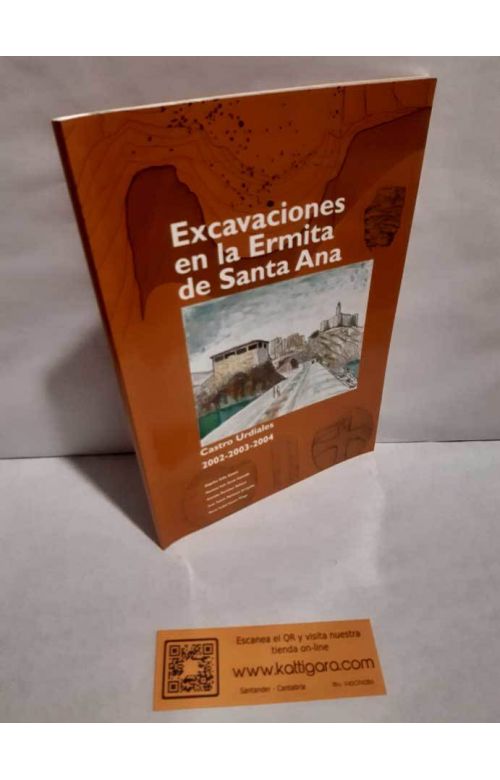 Excavaciones
en la Ermita
de Santa Ana
Castro Urdiales
2002-2003-2004
Escanea el QR y visita nuestra
tienda on-line
www.kattigara.com
Santander - Cantabria